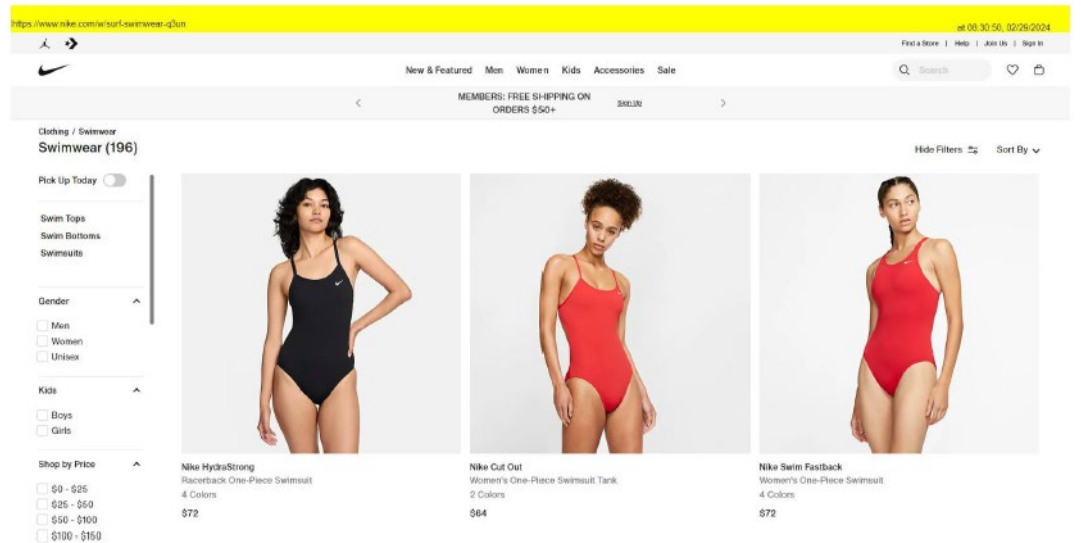 https://www.nike.com/w/surf-swimwear-q3un
at 08:30:50, 02/29/2024
Find a Store | Help | Join Us | Sign In
New & Featured Men Women Kids Accessories Sale
Search
MEMBERS: FREE SHIPPING ON
ORDERS $50+
Sign Up
Clothing / Swimwear
Swimwear (196)
Hide Filters
Sort By
Pick Up Today
Swim Tops
Swim Bottoms
Swimsuits
Gender
Men
Women
Unisex
Kids
Boys
Girls
Shop by Price
$0 - $25
$25 - $50
$50 - $100
$100 - $150
Nike HydraStrong
Racerback One-Piece Swimsuit
4 Colors
$72
Nike Cut Out
Women's One-Piece Swimsuit Tank
2 Colors
$64
Nike Swim Fastback
Women's One-Piece Swimsuit
4 Colors
$72